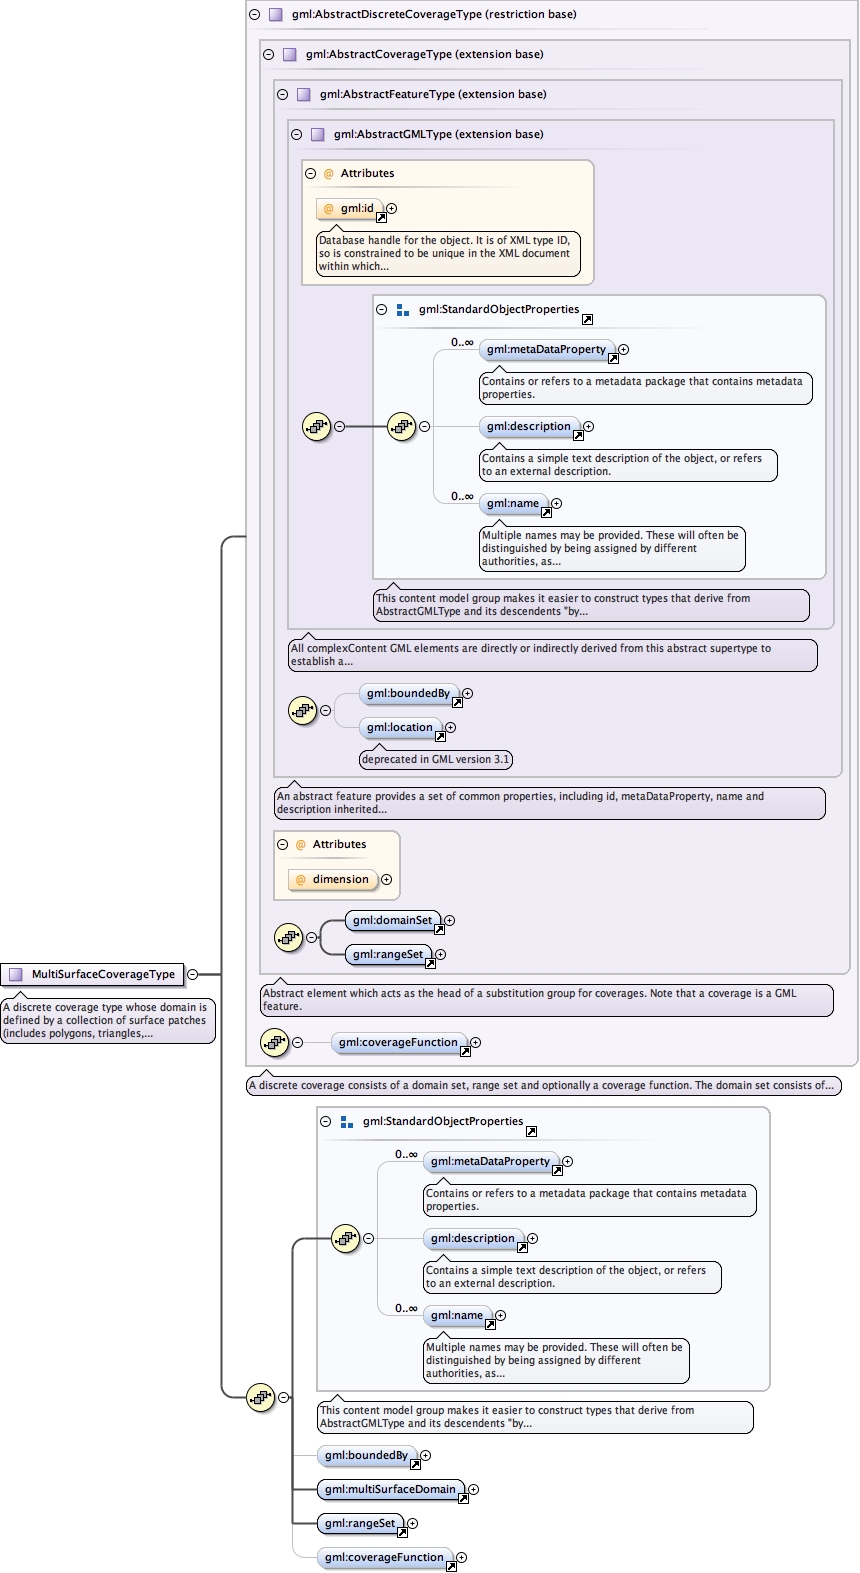 gml:AbstractDiscreteCoverageType (restriction base)
gml:AbstractCoverageType (extension base)
gml:AbstractFeatureType (extension base)
gml:AbstractGMLType (extension base)
@ Attributes
@ gml:id
Database handle for the object. It is of XML type ID,
so is constrained to be unique in the XML document
within which...
gml:StandardObjectProperties
0..∞
gml:metaDataProperty
Contains or refers to a metadata package that contains metadata
properties.
gml:description
Contains a simple text description of the object, or refers
to an external description.
0..∞
gml:name
Multiple names may be provided. These will often be
distinguished by being assigned by different
authorities, as...
This content model group makes it easier to construct types that derive from
AbstractGMLType and its descendents "by...
All complexContent GML elements are directly or indirectly derived from this abstract supertype to
establish a...
gml:boundedBy
gml:location
deprecated in GML version 3.1
An abstract feature provides a set of common properties, including id, metaDataProperty, name and
description inherited...
@ Attributes
@ dimension
gml:domainSet
gml:rangeSet
MultiSurfaceCoverageType
A discrete coverage type whose domain is
defined by a collection of surface patches
(includes polygons, triangles,...
Abstract element which acts as the head of a substitution group for coverages. Note that a coverage is a GML
feature.
gml:coverageFunction
A discrete coverage consists of a domain set, range set and optionally a coverage function. The domain set consists of...
gml:StandardObjectProperties
0..∞
gml:metaDataProperty
Contains or refers to a metadata package that contains metadata
properties.
gml:description
Contains a simple text description of the object, or refers
to an external description.
0..∞
gml:name
Multiple names may be provided. These will often be
distinguished by being assigned by different
authorities, as...
This content model group makes it easier to construct types that derive from
AbstractGMLType and its descendents "by...
gml:boundedBy
gml:multiSurfaceDomain
gml:rangeSet
gml:coverageFunction